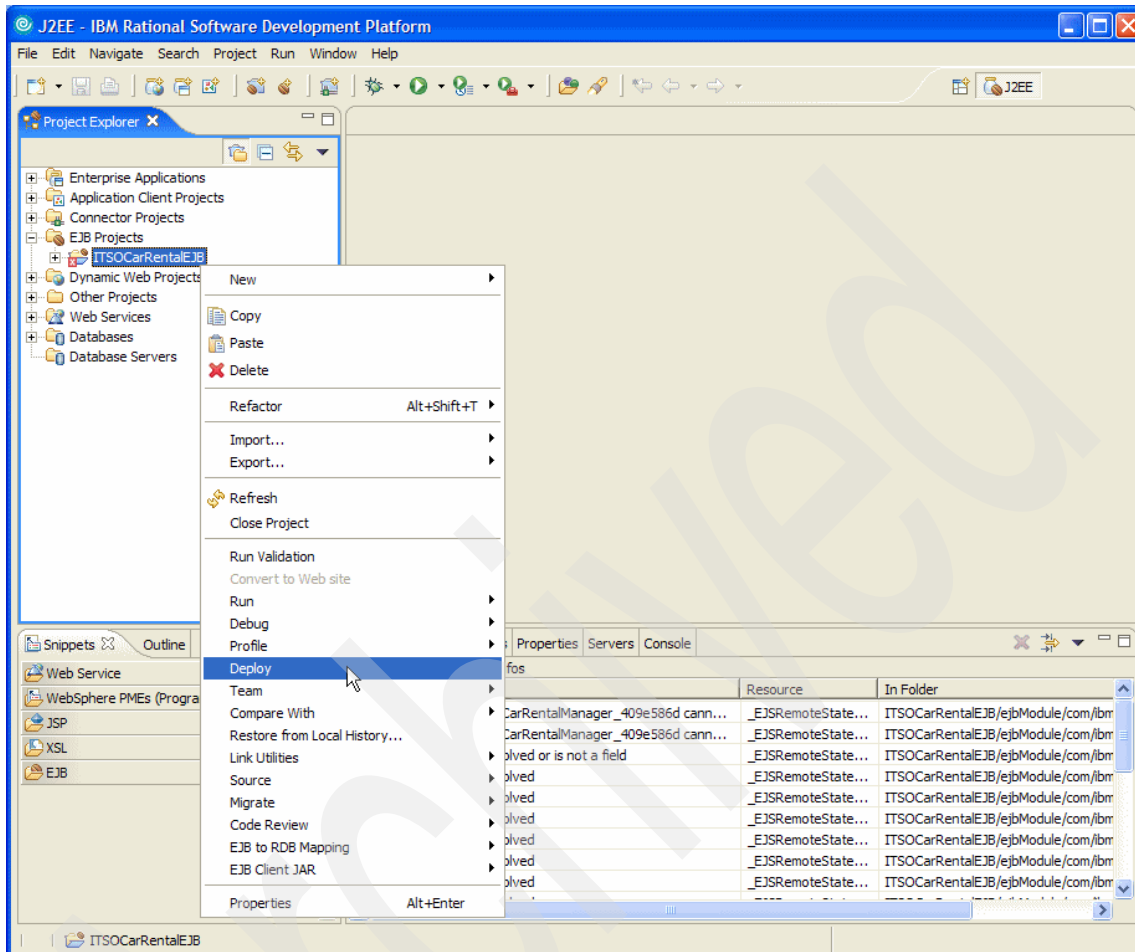 J2EE - IBM Rational Software Development Platform
File Edit Navigate Search Project Run Window Help
J2EE
Project Explorer
Enterprise Applications
Application Client Projects
Connector Projects
EJB Projects
ITSOCarRentalEJB
Dynamic Web Projects
Other Projects
Web Services
Databases
Database Servers
New
Copy
Paste
Delete
Refactor Alt+Shift+T
Import...
Export...
Refresh
Close Project
Run Validation
Convert to Web site
Run
Debug
Profile
Deploy
Team
Compare With
Restore from Local History...
Link Utilities
Source
Migrate
Code Review
EJB to RDB Mapping
EJB Client JAR
Properties Alt+Enter
Snippets Outline
Web Service
WebSphere PMEs (Progra
JSP
XSL
EJB
s Properties Servers Console
fos
Resource In Folder
CarRentalManager_409e586d cann... _EJSRemoteState... ITSOCarRentalEJB/ejbModule/com/ibm
CarRentalManager_409e586d cann... _EJSRemoteState... ITSOCarRentalEJB/ejbModule/com/ibm
olved or is not a field _EJSRemoteState... ITSOCarRentalEJB/ejbModule/com/ibm
olved _EJSRemoteState... ITSOCarRentalEJB/ejbModule/com/ibm
olved _EJSRemoteState... ITSOCarRentalEJB/ejbModule/com/ibm
olved _EJSRemoteState... ITSOCarRentalEJB/ejbModule/com/ibm
olved _EJSRemoteState... ITSOCarRentalEJB/ejbModule/com/ibm
olved _EJSRemoteState... ITSOCarRentalEJB/ejbModule/com/ibm
olved _EJSRemoteState... ITSOCarRentalEJB/ejbModule/com/ibm
ITSOCarRentalEJB